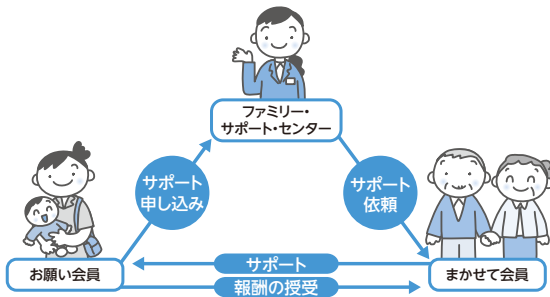 ファミリー・
サポート・センター
サポート
申し込み
サポート
依頼
お願い会員
サポート
報酬の授受
まかせて会員